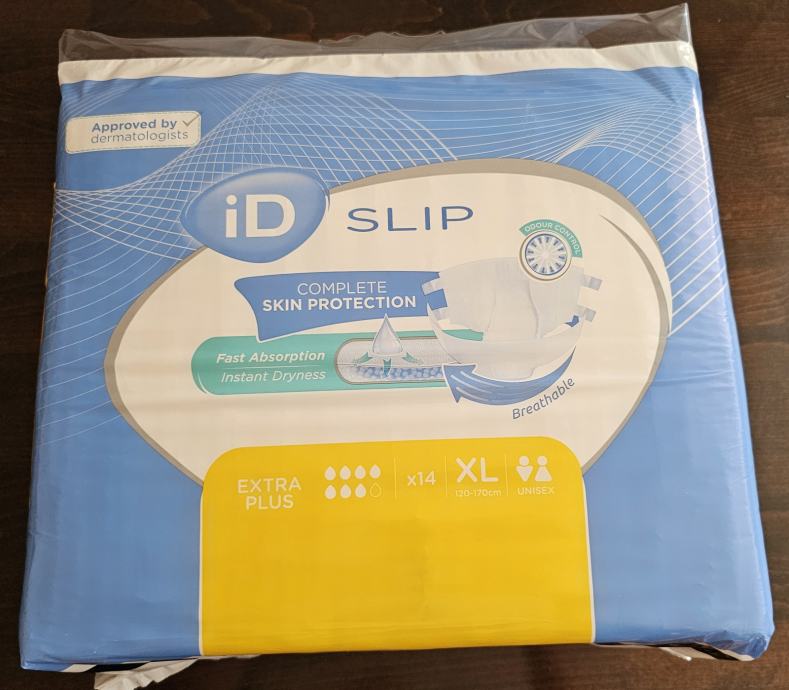 Approved by
dermatologists
iD SLIP
ODOUR CONTROL
COMPLETE
SKIN PROTECTION
Fast Absorption
Instant Dryness
Breathable
EXTRA
PLUS
x14
XL
120-170cm
UNISEX